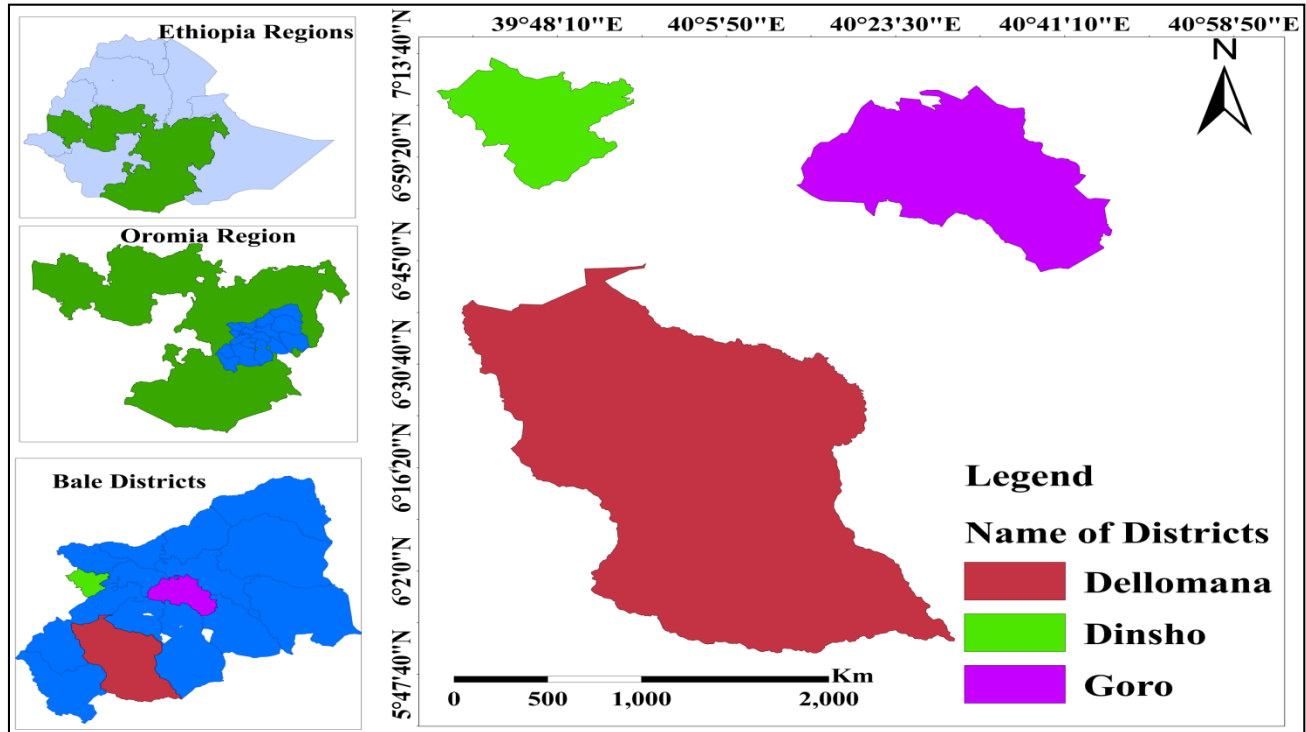 Ethiopia Regions
Oromia Region
Bale Districts
39°48'10"E 40°5'50"E 40°23'30"E 40°41'10"E 40°58'50"E
7°13'40"N
6°59'20"N
6°45'0"N
6°30'40"N
6°16'20"N
6°2'0"N
5°47'40"N
N
Legend
Name of Districts
Dellomana
Dinsho
Goro
Km
0 500 1,000 2,000